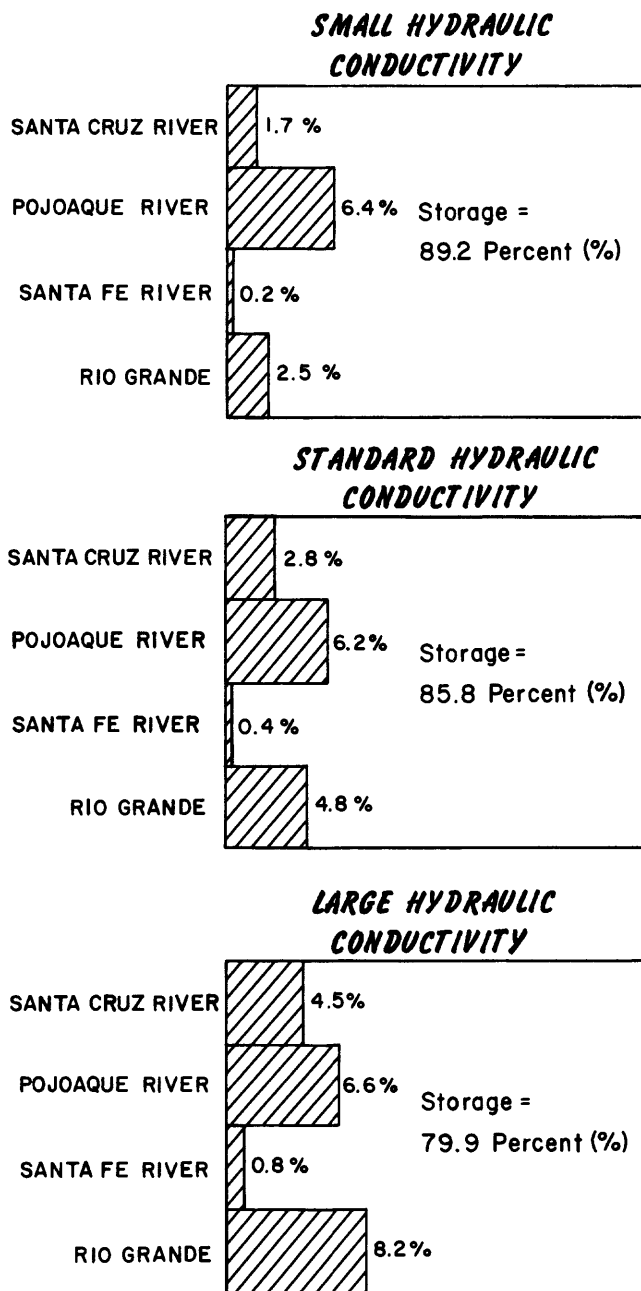 SMALL HYDRAULIC
CONDUCTIVITY
SANTA CRUZ RIVER
1.7 %
POJOAQUE RIVER
6.4%
Storage =
89.2 Percent (%)
SANTA FE RIVER
0.2 %
RIO GRANDE
2.5 %
STANDARD HYDRAULIC
CONDUCTIVITY
SANTA CRUZ RIVER
2.8 %
POJOAQUE RIVER
6.2%
Storage =
85.8 Percent (%)
SANTA FE RIVER
0.4 %
RIO GRANDE
4.8 %
LARGE HYDRAULIC
CONDUCTIVITY
SANTA CRUZ RIVER
4.5%
POJOAQUE RIVER
6.6%
Storage =
79.9 Percent (%)
SANTA FE RIVER
0.8 %
RIO GRANDE
8.2%